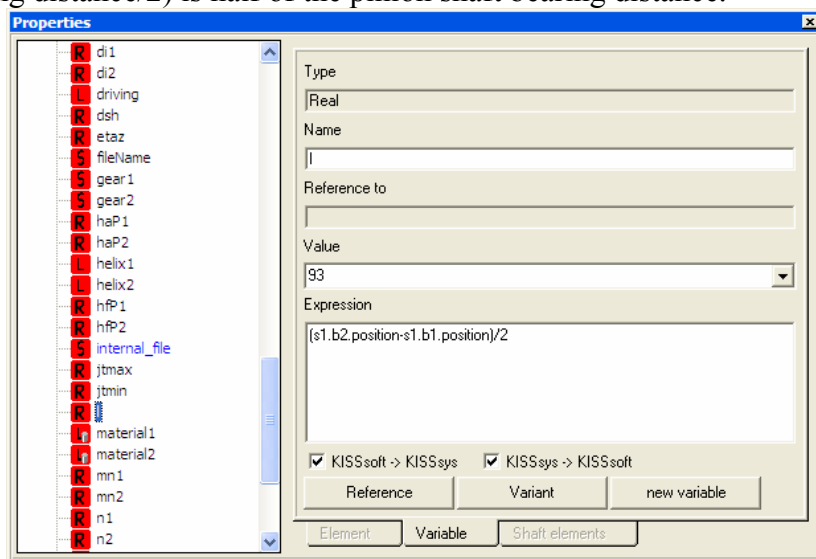 g distance/2) is half of the pinion shaft bearing distance.
Properties
R di1
R di2
L driving
R dsh
R etaz
S fileName
S gear1
S gear2
R haP1
R haP2
L helix1
L helix2
R hfP1
R hfP2
S internal_file
R jtmax
R jtmin
R l
L material1
L material2
R mn1
R mn2
R n1
R n2
Type
Real
Name
l
Reference to
Value
93
Expression
(s1.b2.position-s1.b1.position)/2
KISSsoft -> KISSsys KISSsys -> KISSsoft
Reference Variant new variable
Element Variable Shaft elements